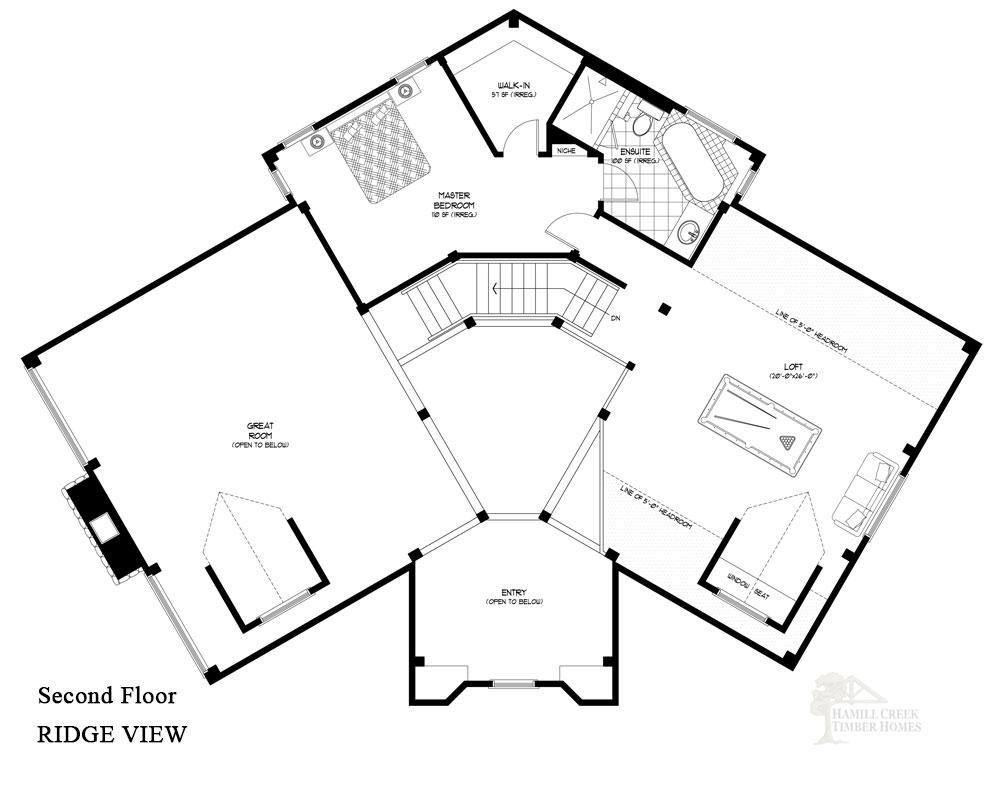 WALK-IN
57 SF (IRREG.)
NICHE
ENSUITE
100 SF (IRREG.)
MASTER
BEDROOM
110 SF (IRREG.)
DN
LINE OF 5'-0" HEADROOM
LOFT
(20'-0"x26'-0")
GREAT
ROOM
(OPEN TO BELOW)
LINE OF 5'-0" HEADROOM
WINDOW SEAT
ENTRY
(OPEN TO BELOW)
Second Floor
RIDGE VIEW
HAMILL CREEK
TIMBER HOMES